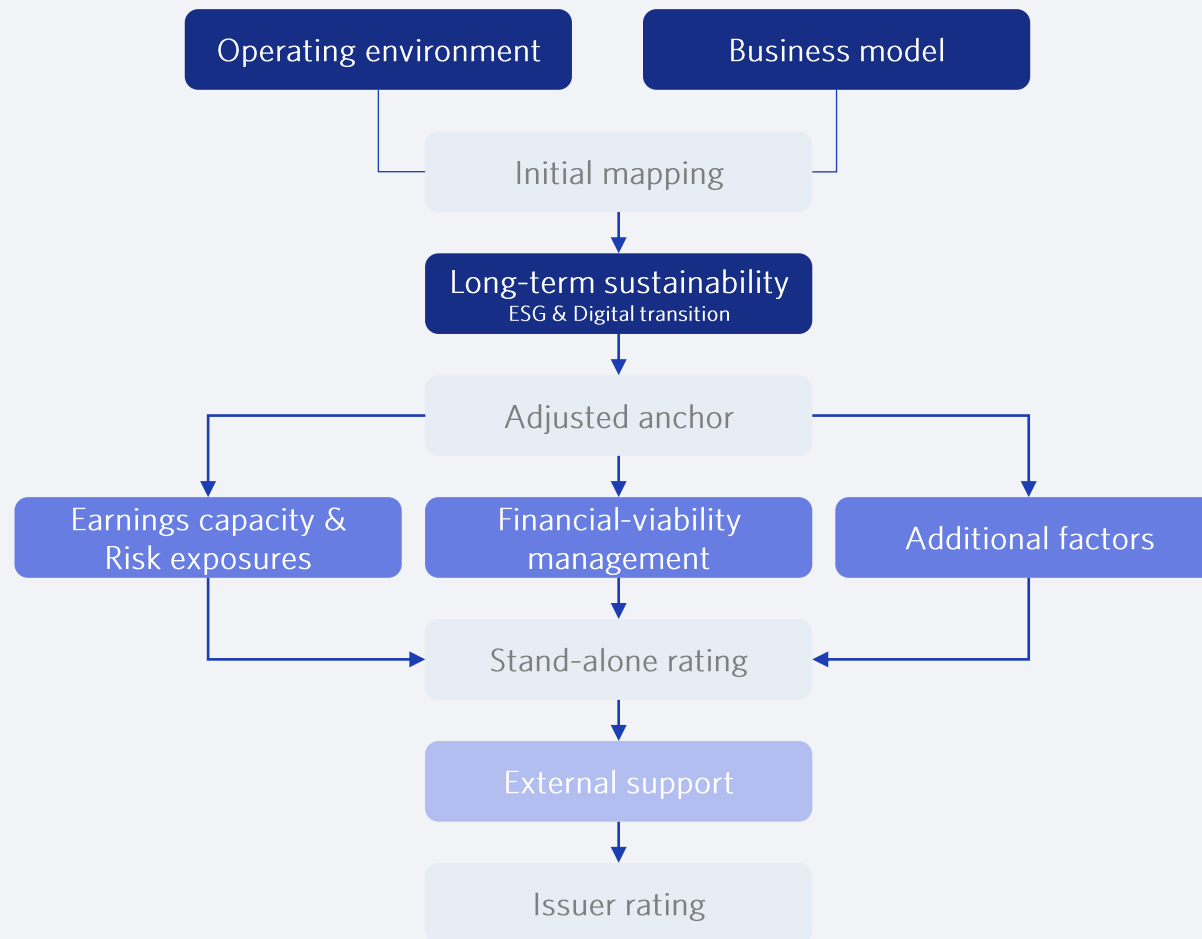 Operating environment
Business model
Initial mapping
Long-term sustainability
ESG & Digital transition
Adjusted anchor
Earnings capacity &
Risk exposures
Financial-viability
management
Additional factors
Stand-alone rating
External support
Issuer rating